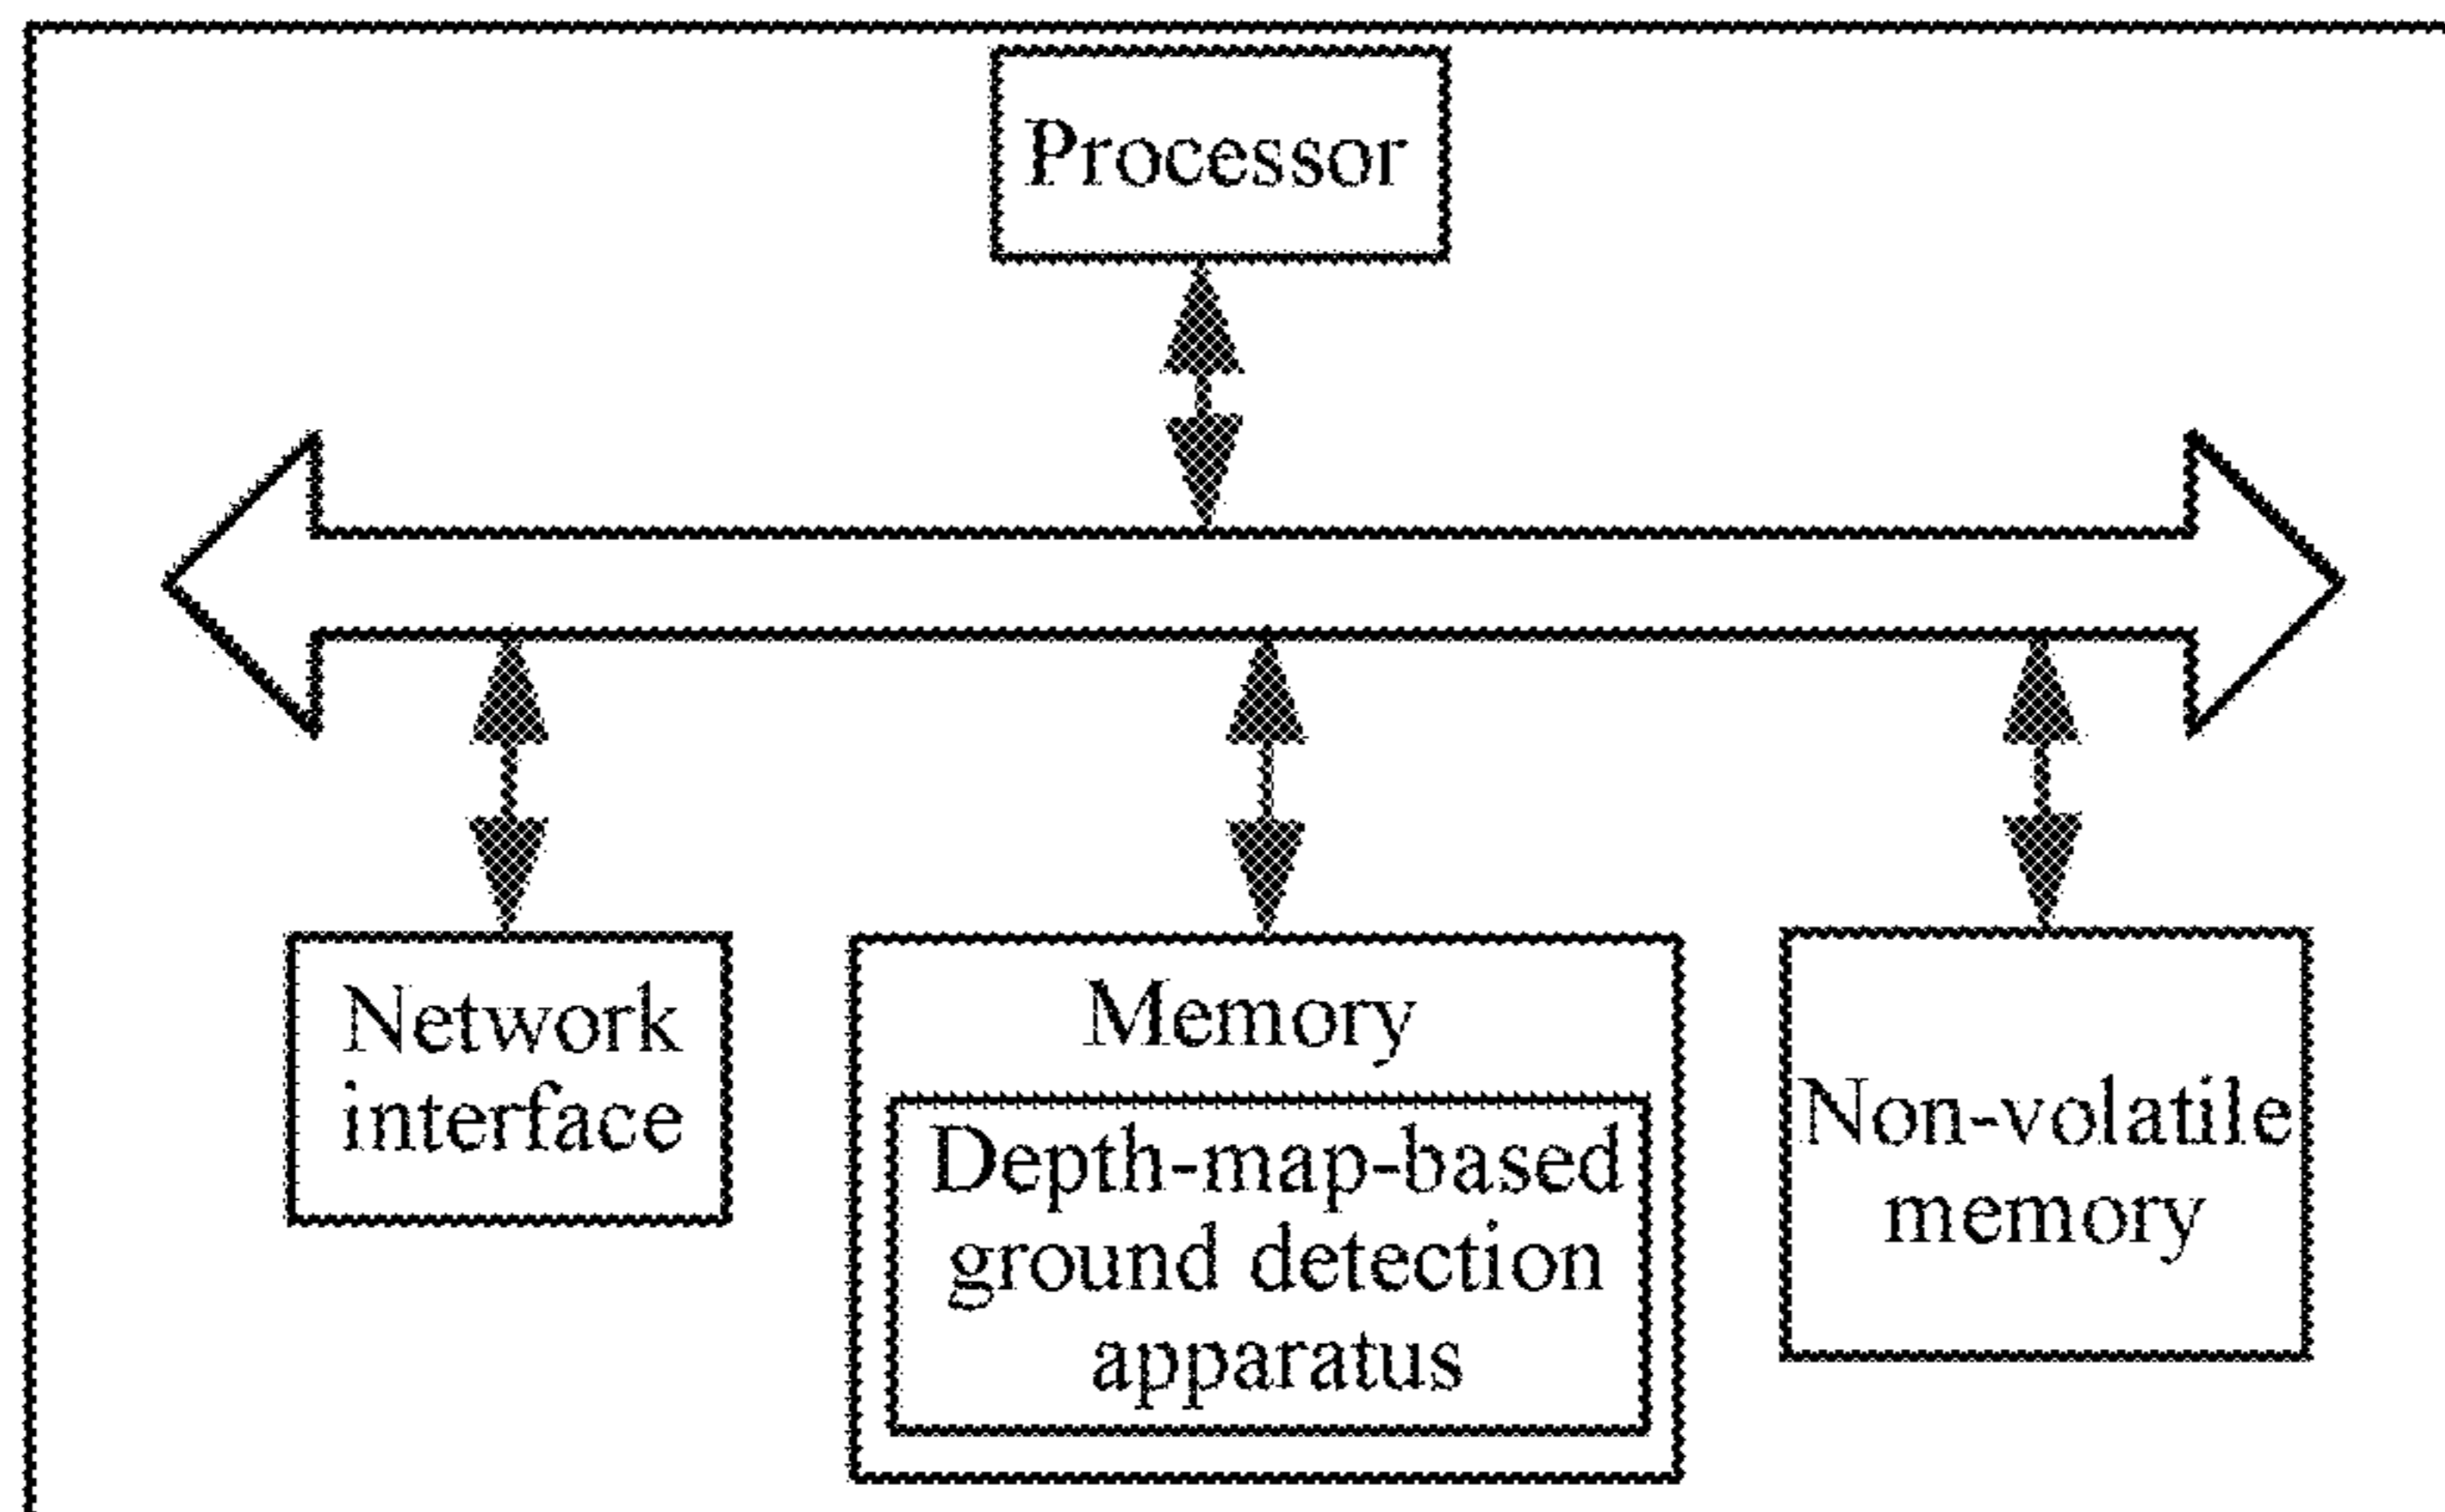 Processor
Network
interface
Memory
Depth-map-based
ground detection
apparatus
Non-volatile
memory